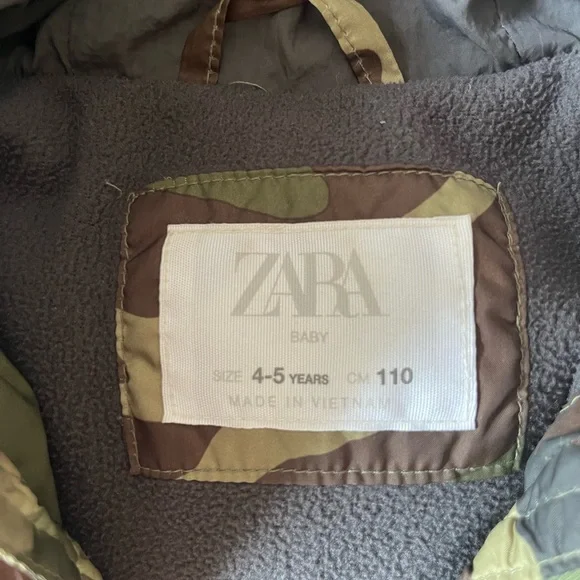 ZARA
BABY
SIZE 4-5 YEARS CM 110
MADE IN VIETNAM